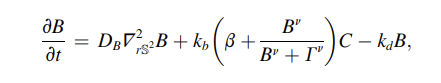 ∂B/∂t = D_B ∇²_{r𝕊²} B + k_b ( β + B^ν / (B^ν + Γ^ν) ) C − k_d B,